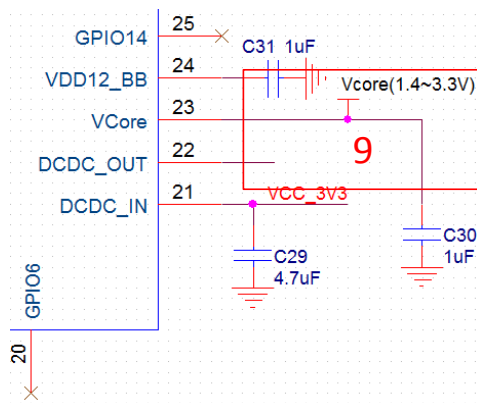 GPIO14 25
C31 1uF
VDD12_BB 24
Vcore(1.4~3.3V)
VCore 23
9
DCDC_OUT 22
DCDC_IN 21 VCC_3V3
C30
1uF
C29
4.7uF
GPIO6
20